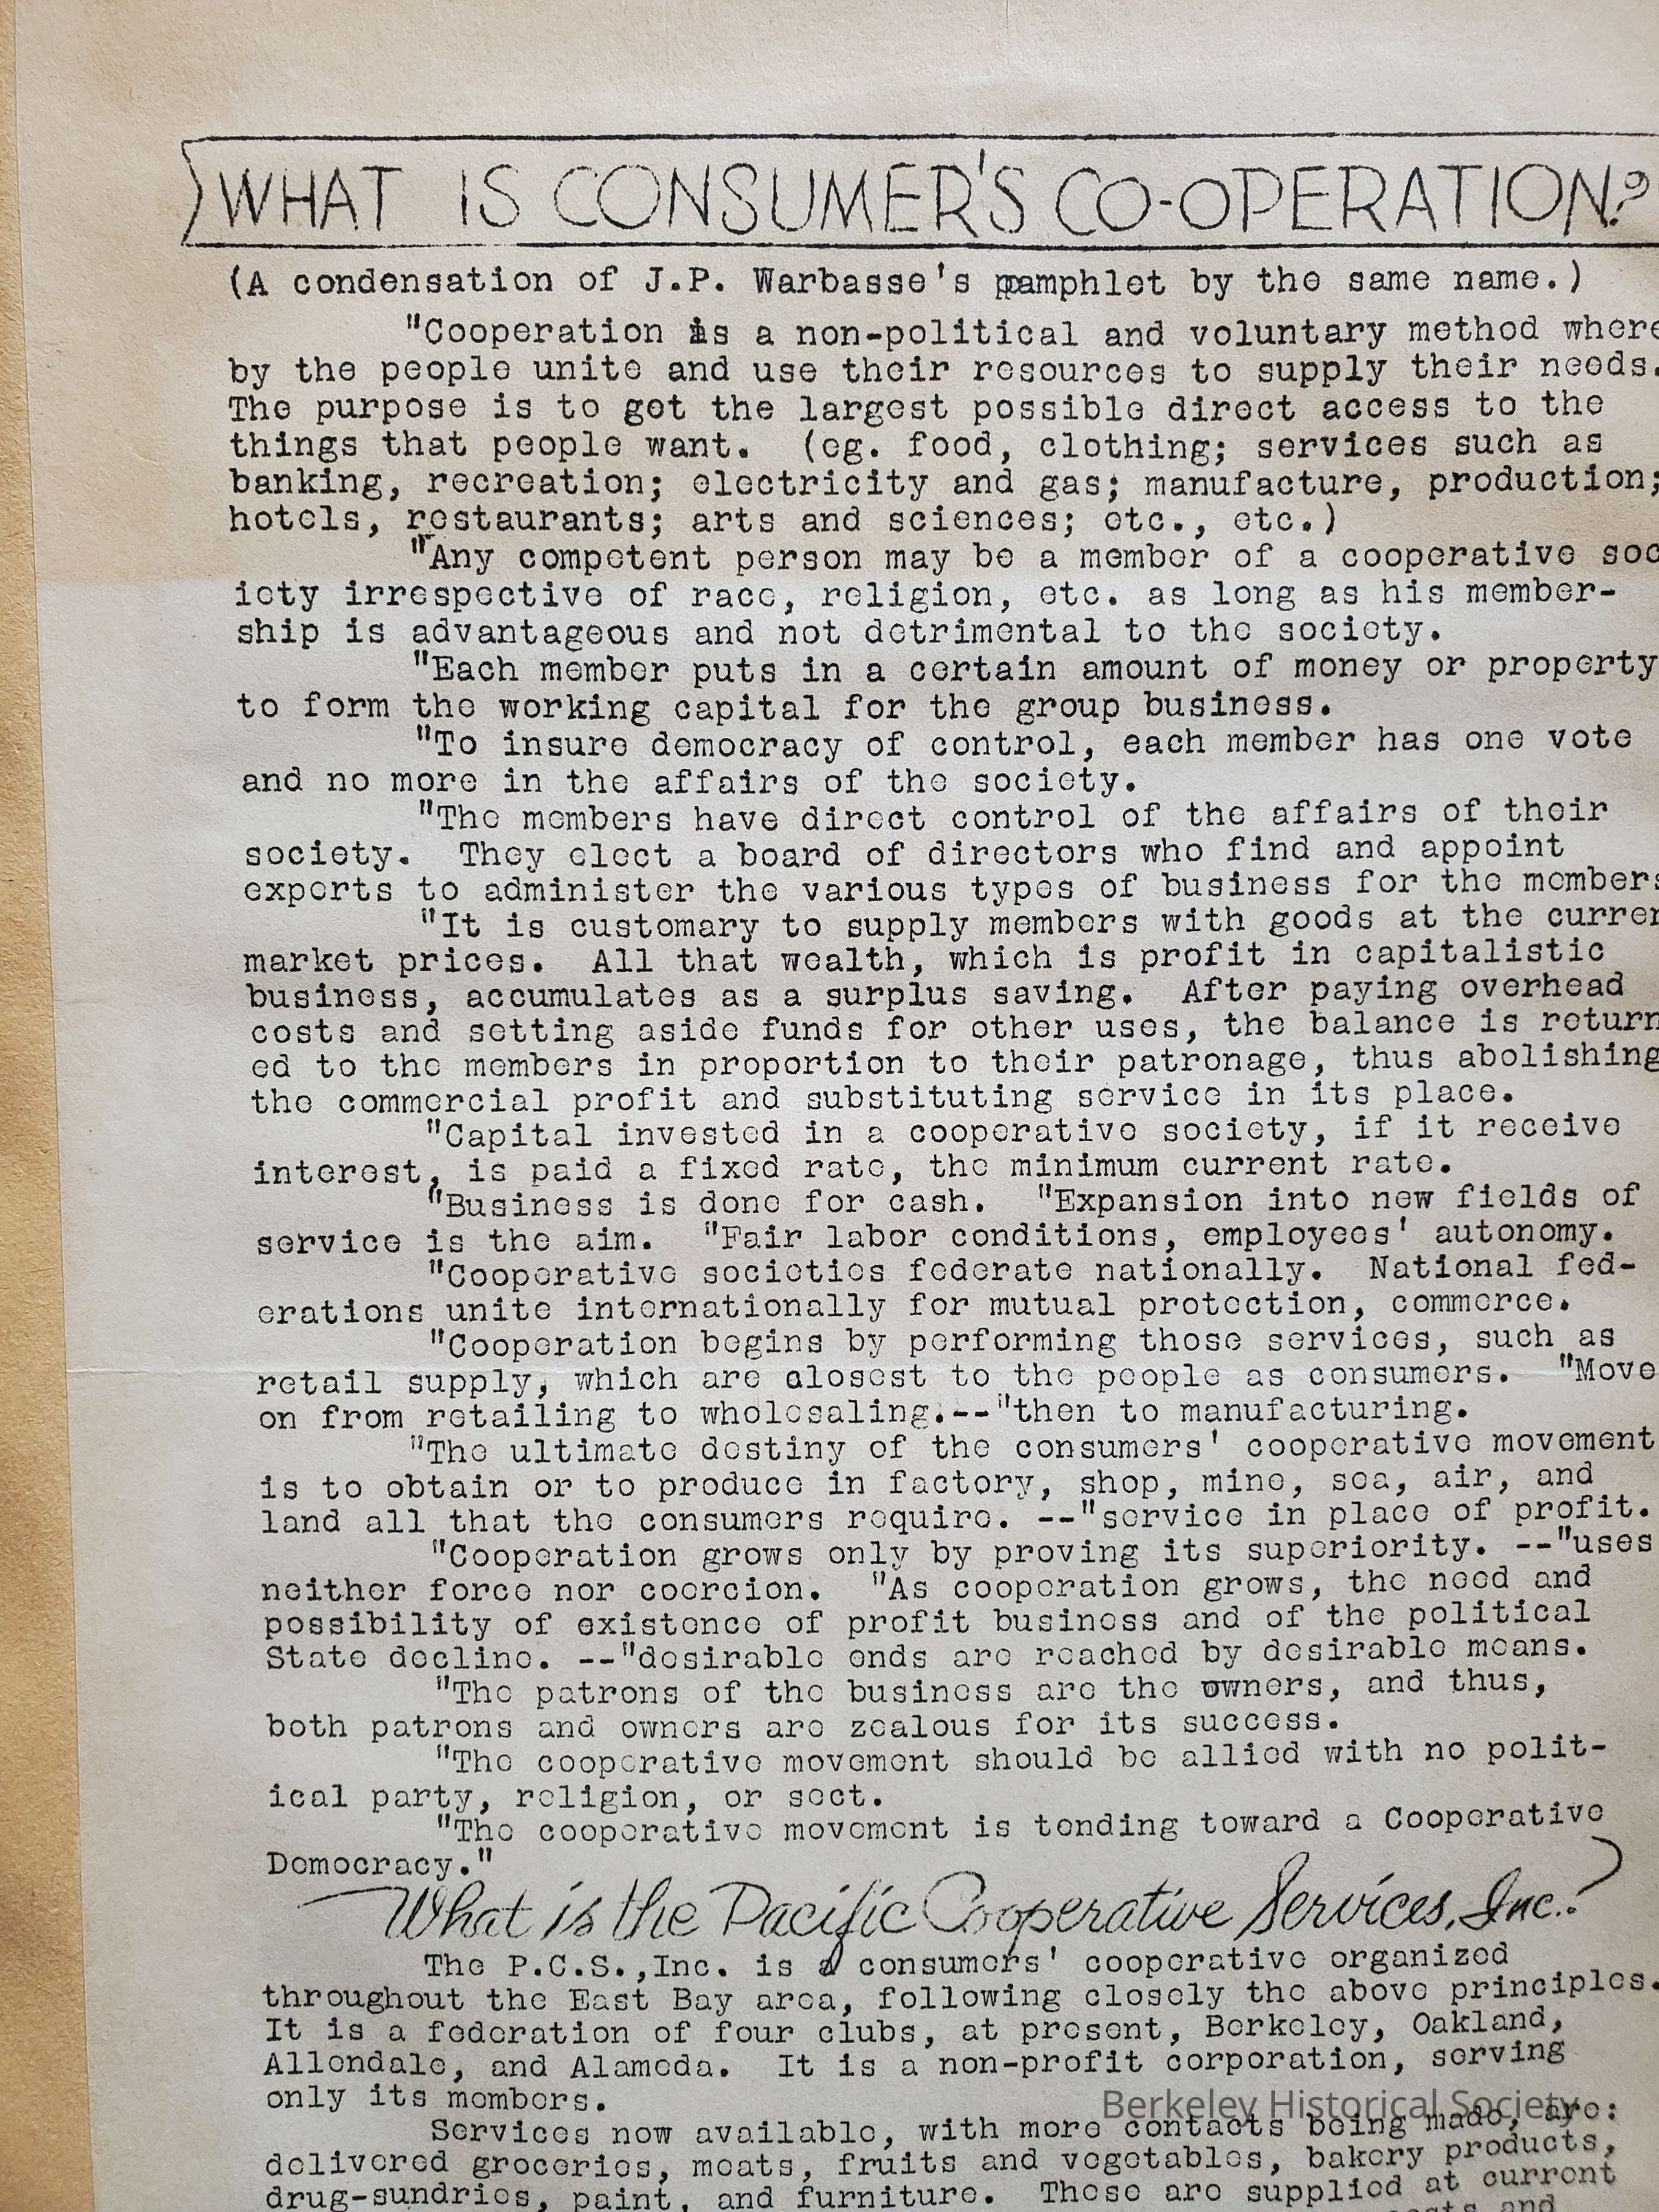 WHAT IS CONSUMER'S CO-OPERATION?
(A condensation of J.P. Warbasse's pamphlet by the same name.)
"Cooperation is a non-political and voluntary method where
by the people unite and use their resources to supply their needs.
The purpose is to get the largest possible direct access to the
things that people want. (eg. food, clothing; services such as
banking, recreation; electricity and gas; manufacture, production;
hotels, restaurants; arts and sciences; etc., etc.)
"Any competent person may be a member of a cooperative soc
iety irrespective of race, religion, etc. as long as his member-
ship is advantageous and not detrimental to the society.
"Each member puts in a certain amount of money or property
to form the working capital for the group business.
"To insure democracy of control, each member has one vote
and no more in the affairs of the society.
"The members have direct control of the affairs of their
society. They elect a board of directors who find and appoint
experts to administer the various types of business for the members
"It is customary to supply members with goods at the curren
market prices. All that wealth, which is profit in capitalistic
business, accumulates as a surplus saving. After paying overhead
costs and setting aside funds for other uses, the balance is return
ed to the members in proportion to their patronage, thus abolishing
the commercial profit and substituting service in its place.
"Capital invested in a cooperative society, if it receive
interest, is paid a fixed rate, the minimum current rate.
"Business is done for cash. "Expansion into new fields of
service is the aim. "Fair labor conditions, employees' autonomy.
"Cooperative societies federate nationally. National fed-
erations unite internationally for mutual protection, commerce.
"Cooperation begins by performing those services, such as
retail supply, which are closest to the people as consumers. "Move
on from retailing to wholesaling.--"then to manufacturing.
"The ultimate destiny of the consumers' cooperative movement
is to obtain or to produce in factory, shop, mine, sea, air, and
land all that the consumers require. --"service in place of profit.
"Cooperation grows only by proving its superiority. --"uses
neither force nor coercion. "As cooperation grows, the need and
possibility of existence of profit business and of the political
State decline. --"desirable ends are reached by desirable means.
"The patrons of the business are the owners, and thus,
both patrons and owners are zealous for its success.
"The cooperative movement should be allied with no polit-
ical party, religion, or sect.
"The cooperative movement is tending toward a Cooperative
Democracy."
What is the Pacific Cooperative Services, Inc.?
The P.C.S.,Inc. is a consumers' cooperative organized
throughout the East Bay area, following closely the above principles.
It is a federation of four clubs, at present, Berkeley, Oakland,
Allendale, and Alameda. It is a non-profit corporation, serving
only its members.
Berkeley Historical Society
Services now available, with more contacts being made, are:
delivered groceries, meats, fruits and vegetables, bakery products,
drug-sundries, paint, and furniture. These are supplied at current
and